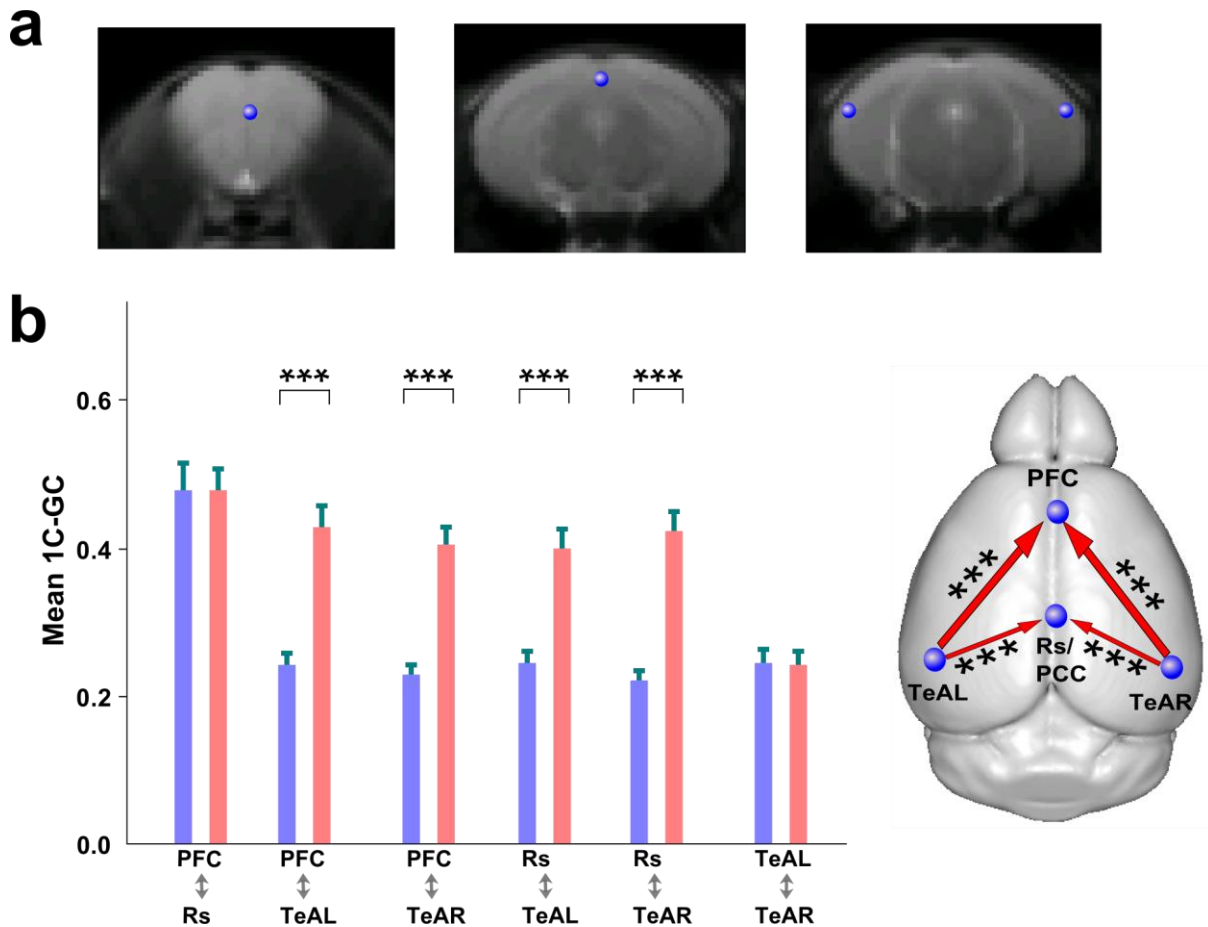 a
b
Mean 1C-GC
0.6
0.4
0.2
0.0
***
***
***
***
PFC
Rs
PFC
TeAL
PFC
TeAR
Rs
TeAL
Rs
TeAR
TeAL
TeAR
PFC
***
***
Rs/
PCC
***
***
TeAL
TeAR